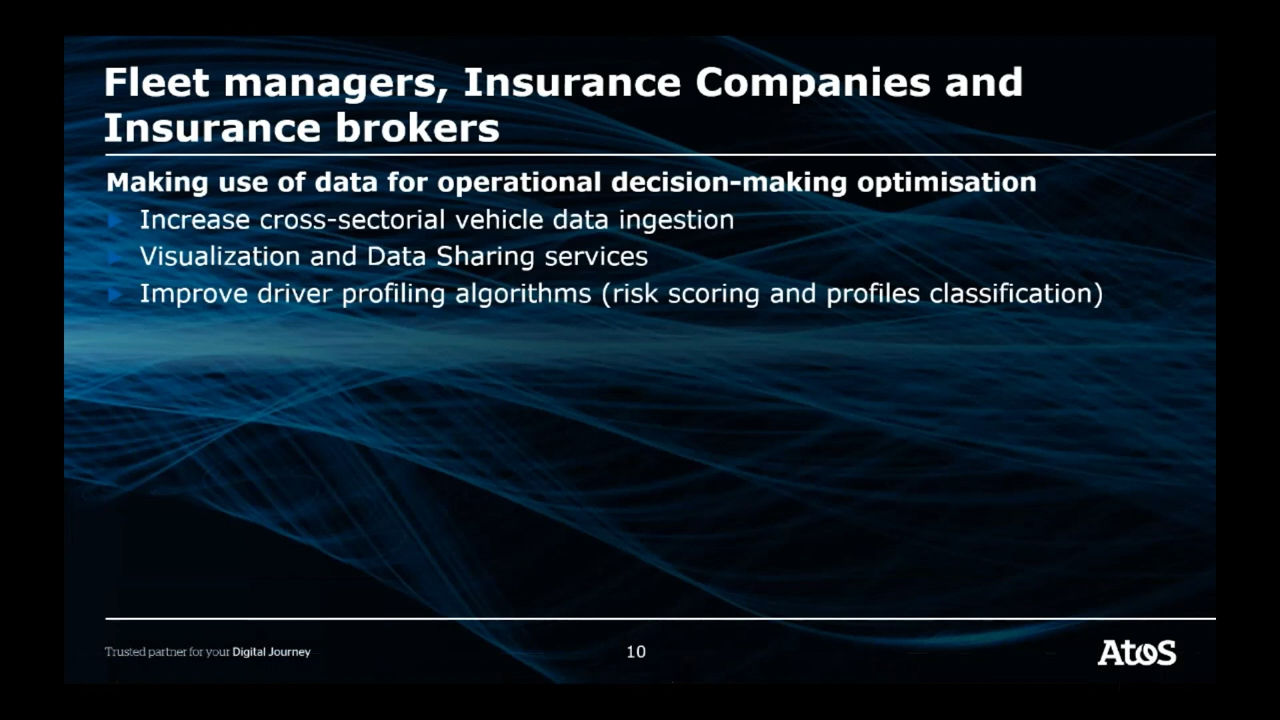 Fleet managers, Insurance Companies and
Insurance brokers
Making use of data for operational decision-making optimisation
Increase cross-sectorial vehicle data ingestion
Visualization and Data Sharing services
Improve driver profiling algorithms (risk scoring and profiles classification)
Trusted partner for your Digital Journey
10
Atos